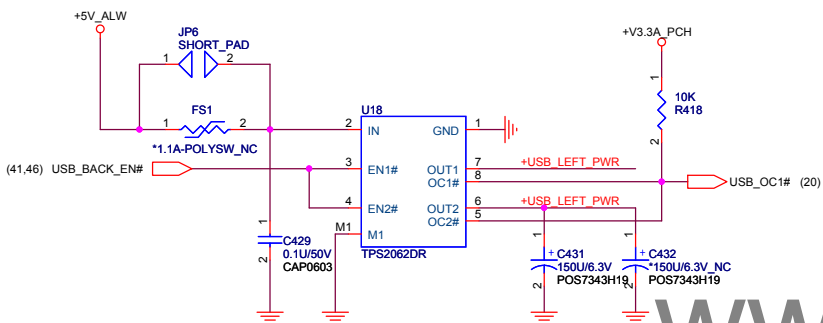 +5V_ALW
JP6
SHORT_PAD
1 2
FS1
1 2
*1.1A-POLYSW_NC
(41,46) USB_BACK_EN#
U18
2 IN
3 EN1#
4 EN2#
M1 M1
GND 1
OUT1 7
OC1# 8
OUT2 6
OC2# 5
TPS2062DR
+USB_LEFT_PWR
+USB_LEFT_PWR
+V3.3A_PCH
1
10K
R418
2
USB_OC1# (20)
1
C429
0.1U/50V
2
CAP0603
1
+ C431
150U/6.3V
2
POS7343H19
1
+ C432
*150U/6.3V_NC
2
POS7343H19